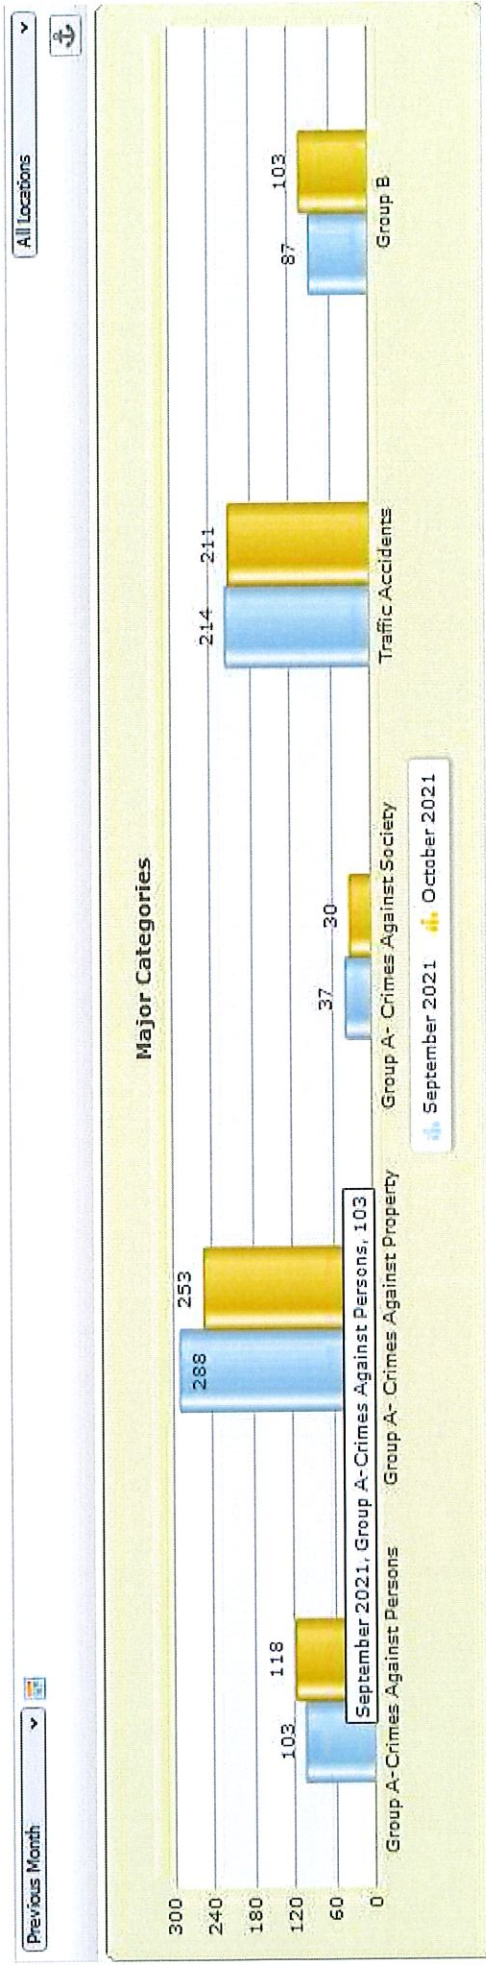 Previous Month
All Locations
Major Categories
300
240
180
120
60
0
103
118
288
253
37
30
214
211
87
103
September 2021, Group A-Crimes Against Persons, 103
Group A-Crimes Against Persons
Group A- Crimes Against Property
Group A- Crimes Against Society
Traffic Accidents
Group B
September 2021
October 2021